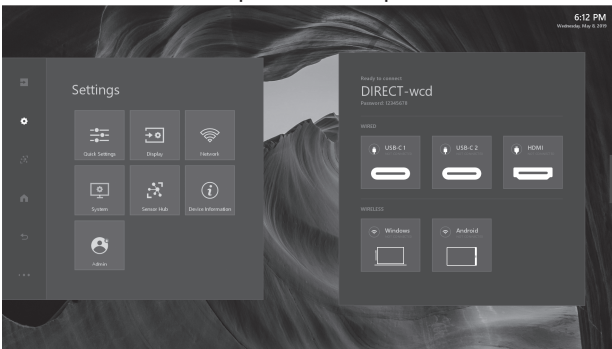 6:12 PM
Wednesday, May 8, 2019
Settings
Quick Settings
Display
Network
System
Sensor Hub
Device Information
Admin
Ready to connect
DIRECT-wcd
Password: 12345678
WIRED
USB-C 1
USB-C 2
HDMI
WIRELESS
Windows
Android